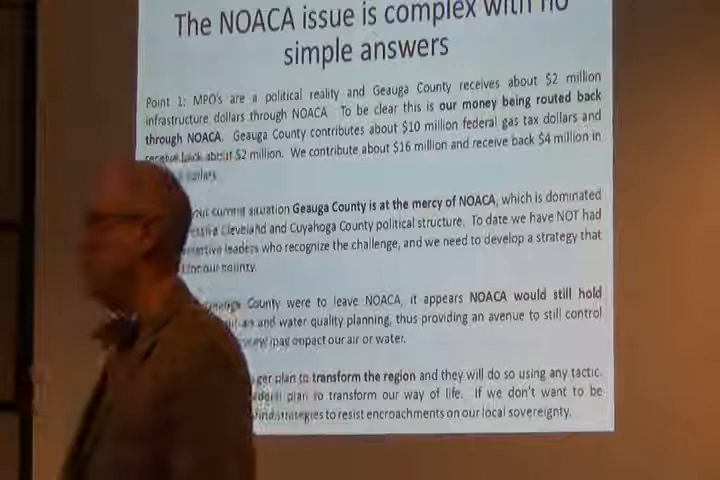 The NOACA issue is complex with no
simple answers
Point 1: MPO's are a political reality and Geauga County receives about $2 million
infrastructure dollars through NOACA To be clear this is our money being routed back
through NOACA. Geauga County contributes about $10 million federal gas tax dollars and
receive back about $2 million. We contribute about $16 million and receive back $4 million in
dollars
current situation Geauga County is at the mercy of NOACA, which is dominated
Cleveland and Cuyahoga County political structure. To date we have NOT had
leaders who recognize the challenge, and we need to develop a strategy that
our county.
County were to leave NOACA, it appears NOACA would still hold
and water quality planning, thus providing an avenue to still control
may impact our air or water.
plan to transform the region and they will do so using any tactic.
plan to transform our way of life. If we don't want to be
strategies to resist encroachments on our local sovereignty.